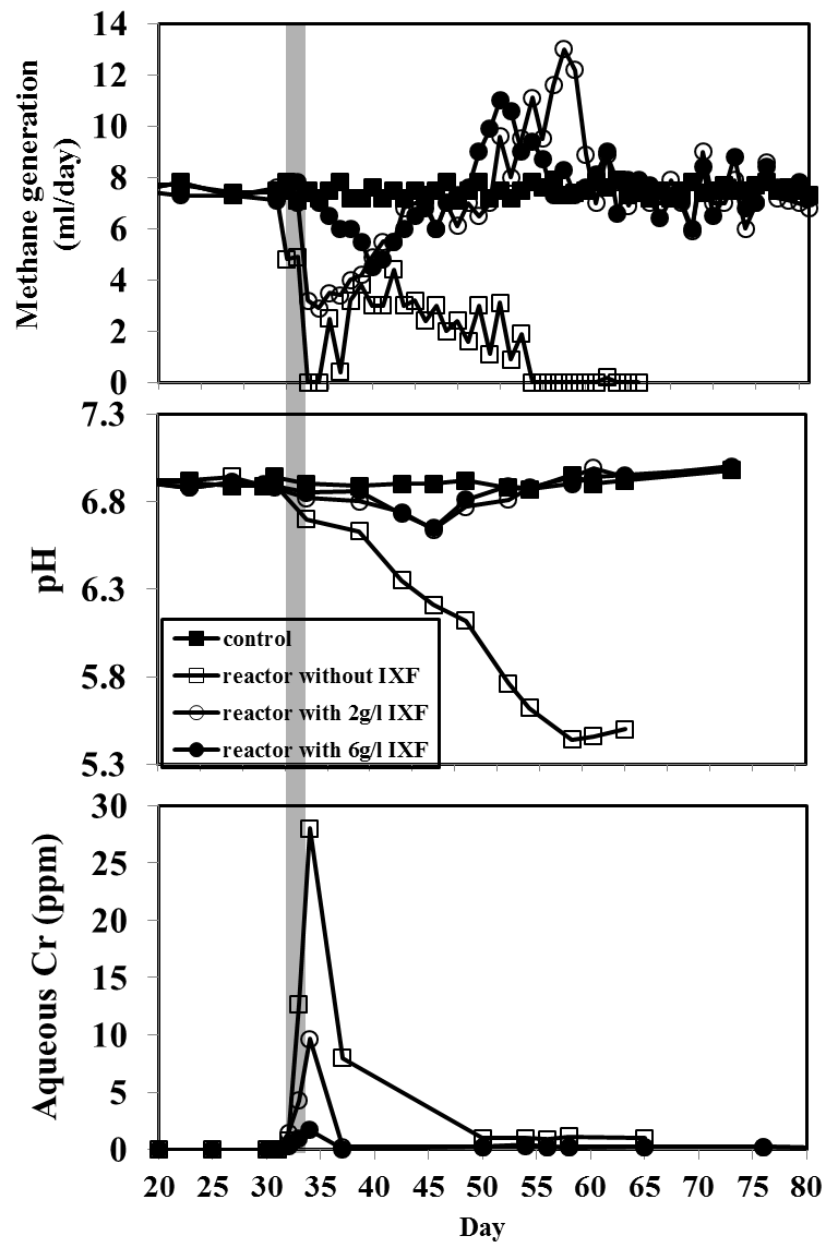 Methane generation
(ml/day)
14
12
10
8
6
4
2
0
pH
7.3
6.8
6.3
5.8
5.3
control
reactor without IXF
reactor with 2g/l IXF
reactor with 6g/l IXF
Aqueous Cr (ppm)
30
25
20
15
10
5
0
20 25 30 35 40 45 50 55 60 65 70 75 80
Day